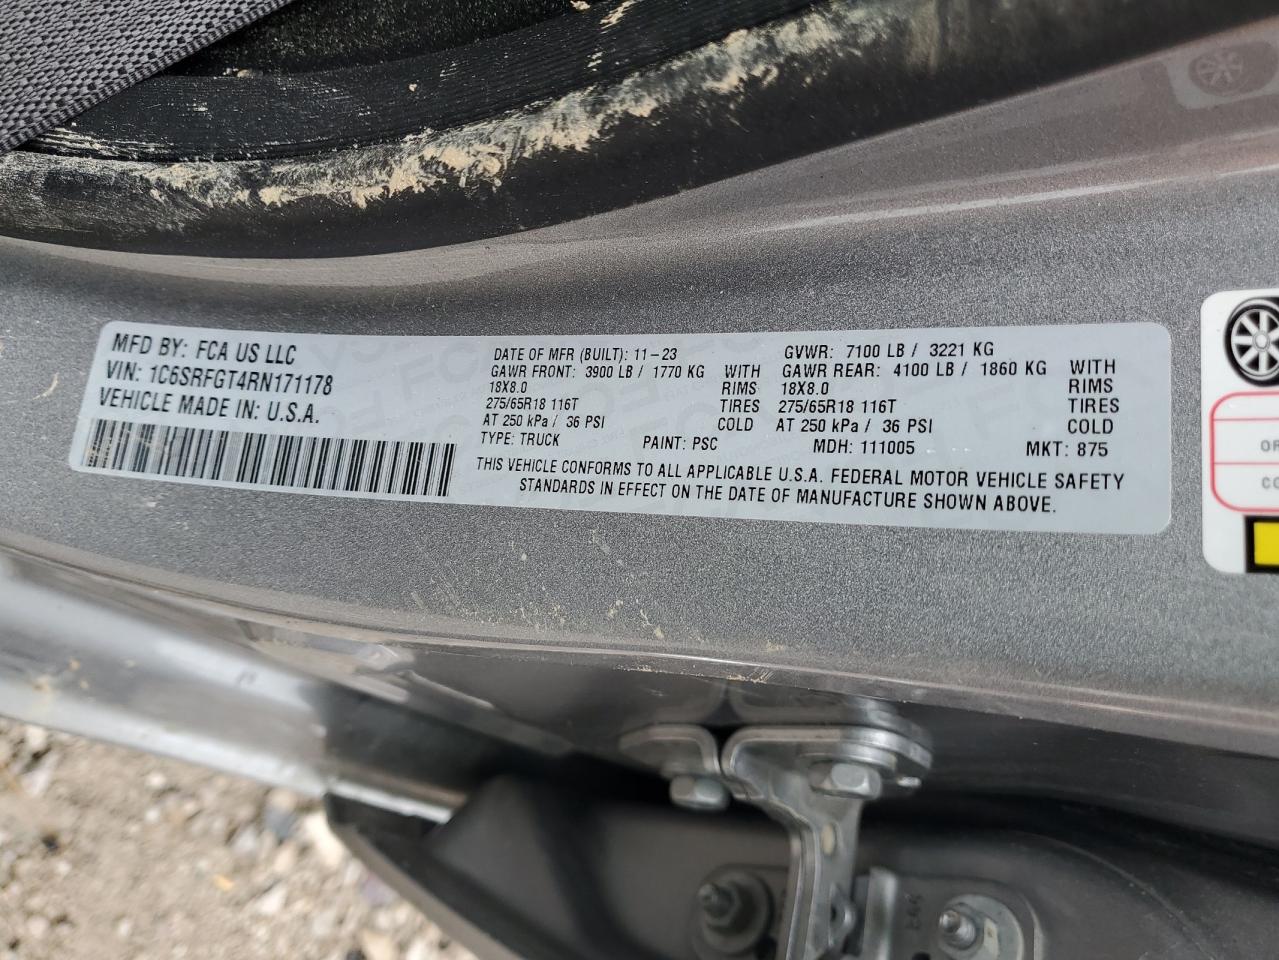 MFD BY: FCA US LLC
VIN: 1C6SRFGT4RN171178
VEHICLE MADE IN: U.S.A.
DATE OF MFR (BUILT): 11-23 GVWR: 7100 LB / 3221 KG
GAWR FRONT: 3900 LB / 1770 KG WITH GAWR REAR: 4100 LB / 1860 KG WITH
18X8.0 RIMS 18X8.0 RIMS
275/65R18 116T TIRES 275/65R18 116T TIRES
AT 250 kPa / 36 PSI COLD AT 250 kPa / 36 PSI COLD
TYPE: TRUCK PAINT: PSC MDH: 111005 MKT: 875
THIS VEHICLE CONFORMS TO ALL APPLICABLE U.S.A. FEDERAL MOTOR VEHICLE SAFETY
STANDARDS IN EFFECT ON THE DATE OF MANUFACTURE SHOWN ABOVE.